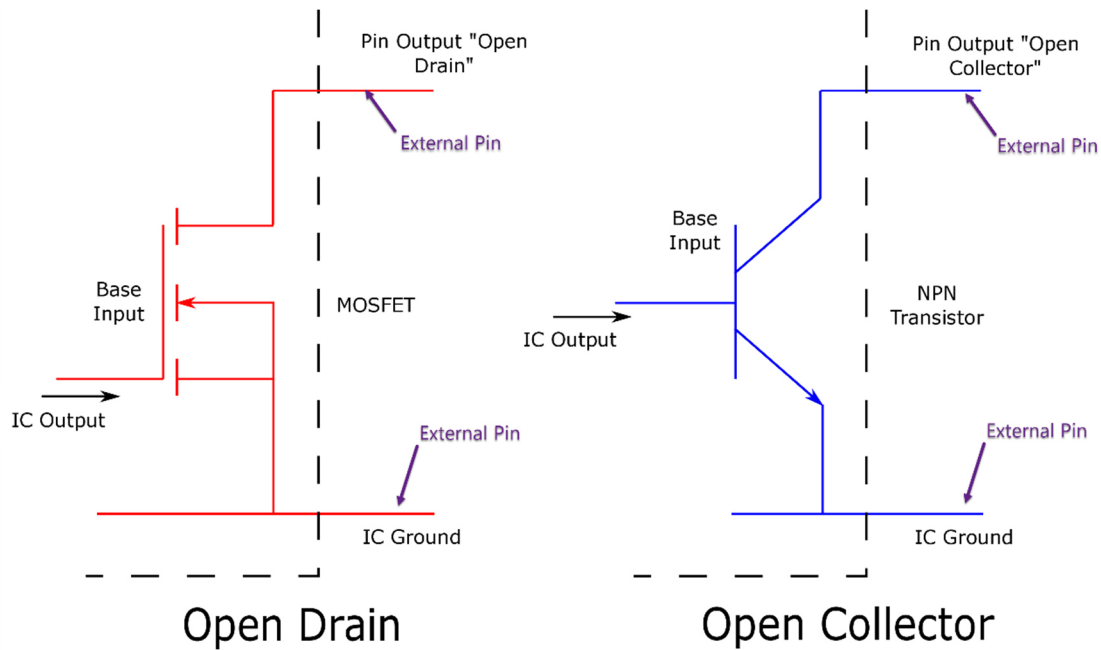 Pin Output "Open
Drain"
External Pin
Base
Input
MOSFET
IC Output
External Pin
IC Ground
Open Drain
Pin Output "Open
Collector"
External Pin
Base
Input
NPN
Transistor
IC Output
External Pin
IC Ground
Open Collector